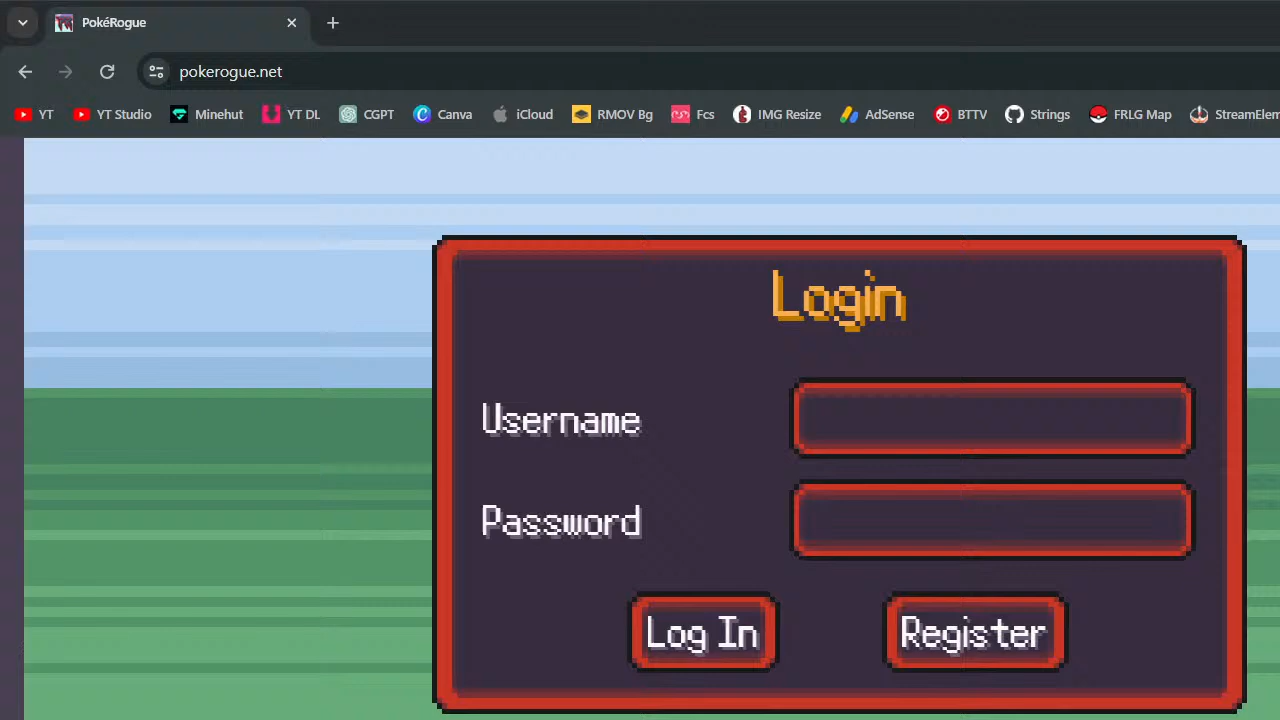 PokéRogue
pokerogue.net
YT YT Studio Minehut YT DL CGPT Canva iCloud RMOV Bg Fcs IMG Resize AdSense BTTV Strings FRLG Map StreamElem
Login
Username
Password
Log In Register